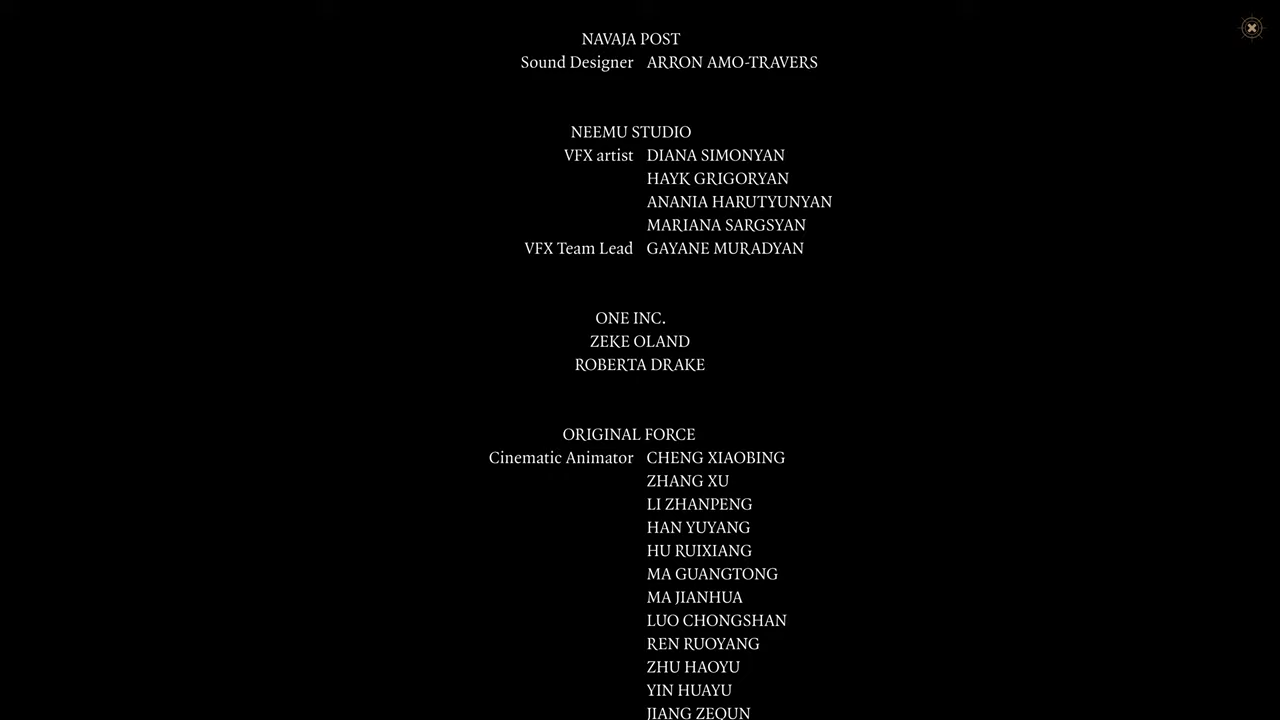 NAVAJA POST
Sound Designer ARRON AMO-TRAVERS
NEEMU STUDIO
VFX artist DIANA SIMONYAN
HAYK GRIGORYAN
ANANIA HARUTYUNYAN
MARIANA SARGSYAN
VFX Team Lead GAYANE MURADYAN
ONE INC.
ZEKE OLAND
ROBERTA DRAKE
ORIGINAL FORCE
Cinematic Animator CHENG XIAOBING
ZHANG XU
LI ZHANPENG
HAN YUYANG
HU RUIXIANG
MA GUANGTONG
MA JIANHUA
LUO CHONGSHAN
REN RUOYANG
ZHU HAOYU
YIN HUAYU
JIANG ZEQUN